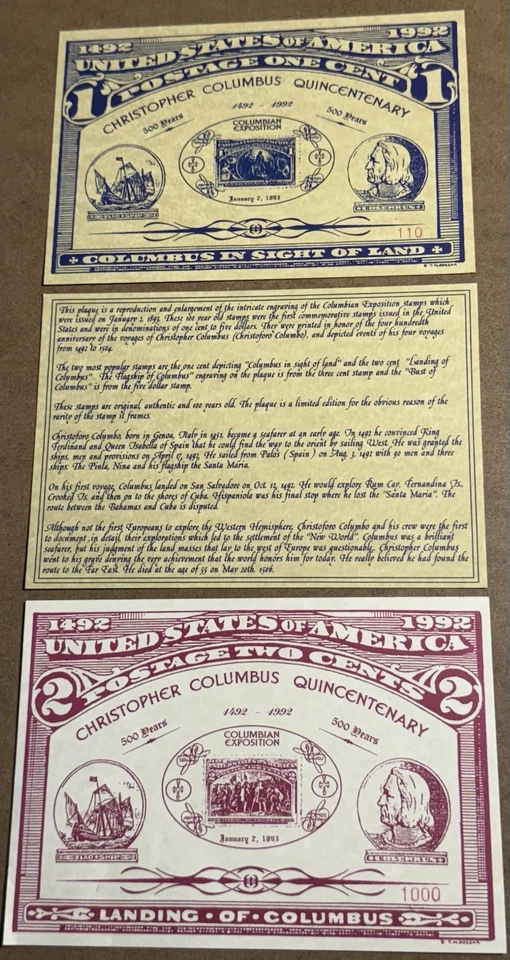 1492 1992
UNITED STATES OF AMERICA
POSTAGE ONE CENT
1 1
CHRISTOPHER COLUMBUS QUINCENTENARY
1492 1992
500 Years 500 Years
COLUMBIAN
EXPOSITION
January 2, 1893
FLAG SHIP
COLUMBUS
110
COLUMBUS IN SIGHT OF LAND
This plaque is a reproduction and enlargement of the intricate engraving of the Columbian Exposition stamps which
were issued on January 2, 1893. These 100 year old stamps were the first commemorative stamps issued in the United
States and were in denominations of one cent to five dollars. They were printed in honor of the four hundredth
anniversary of the voyages of Christopher Columbus (Christoforo Columbo), and depicted events of his four voyages
from 1492 to 1504.
The two most popular stamps are the one cent depicting "Columbus in sight of land" and the two cent "Landing of
Columbus". The "Flagship of Columbus" engraving on the plaque is from the three cent stamp and the "Bust of
Columbus" is from the five dollar stamp.
These stamps are original, authentic and 100 years old. The plaque is a limited edition for the obvious reason of the
rarity of the stamp it frames.
Christoforo Columbo, born in Genoa, Italy in 1451, became a seafarer at an early age. In 1492 he convinced King
Ferdinand and Queen Isabella of Spain that he could find the way to the orient by sailing West. He was granted the
ships, men and provisions on April 17, 1492. He sailed from Palos ( Spain ) on Aug. 3, 1492 with 90 men and three
ships: The Pinla, Nina and his flagship the Santa Maria.
On his first voyage, Columbus landed on San Salvadore on Oct. 12, 1492. He would explore Rum Cay, Fernandina Is,
Crooked Is, and then on to the shores of Cuba. Hispaniola was his final stop where he lost the "Santa Maria". The
route between the Bahamas and Cuba is disputed.
Although not the first Europeans to explore the Western Hemisphere, Christoforo Columbo and his crew were the first
to document in detail, their explorations which led to the settlement of the "New World". Columbus was a brilliant
seafarer, but his judgment of the land masses that lay to the west of Europe was questionable. Christopher Columbus
went to his grave denying the very achievement that the world honors him for today. He really believed he had found the
route to the Far East. He died at the age of 55 on May 20th, 1506.
1492 1992
UNITED STATES OF AMERICA
POSTAGE TWO CENTS
2 2
CHRISTOPHER COLUMBUS QUINCENTENARY
1492 - 1992
500 Years 500 Years
COLUMBIAN
EXPOSITION
January 2, 1893
FLAG SHIP
COLUMBUS
1000
LANDING • OF • COLUMBUS